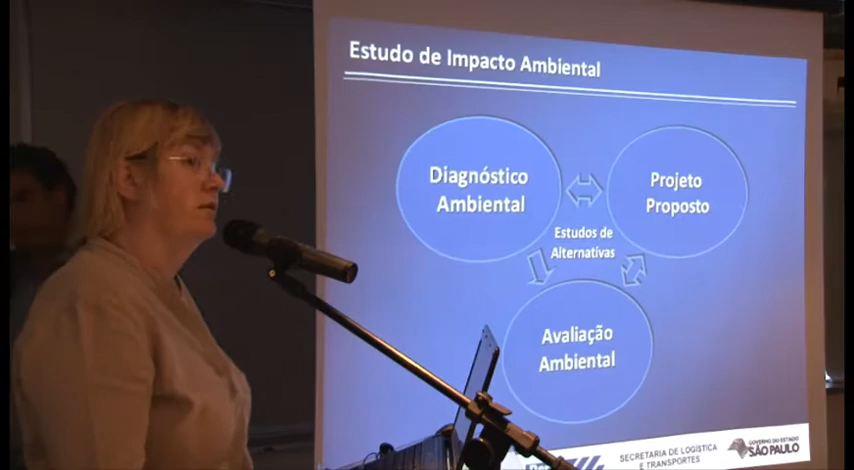 Estudo de Impacto Ambiental
Diagnóstico
Ambiental
Projeto
Proposto
Estudos de
Alternativas
Avaliação
Ambiental
SECRETARIA DE LOGÍSTICA
E TRANSPORTES
GOVERNO DO ESTADO
SÃO PAULO